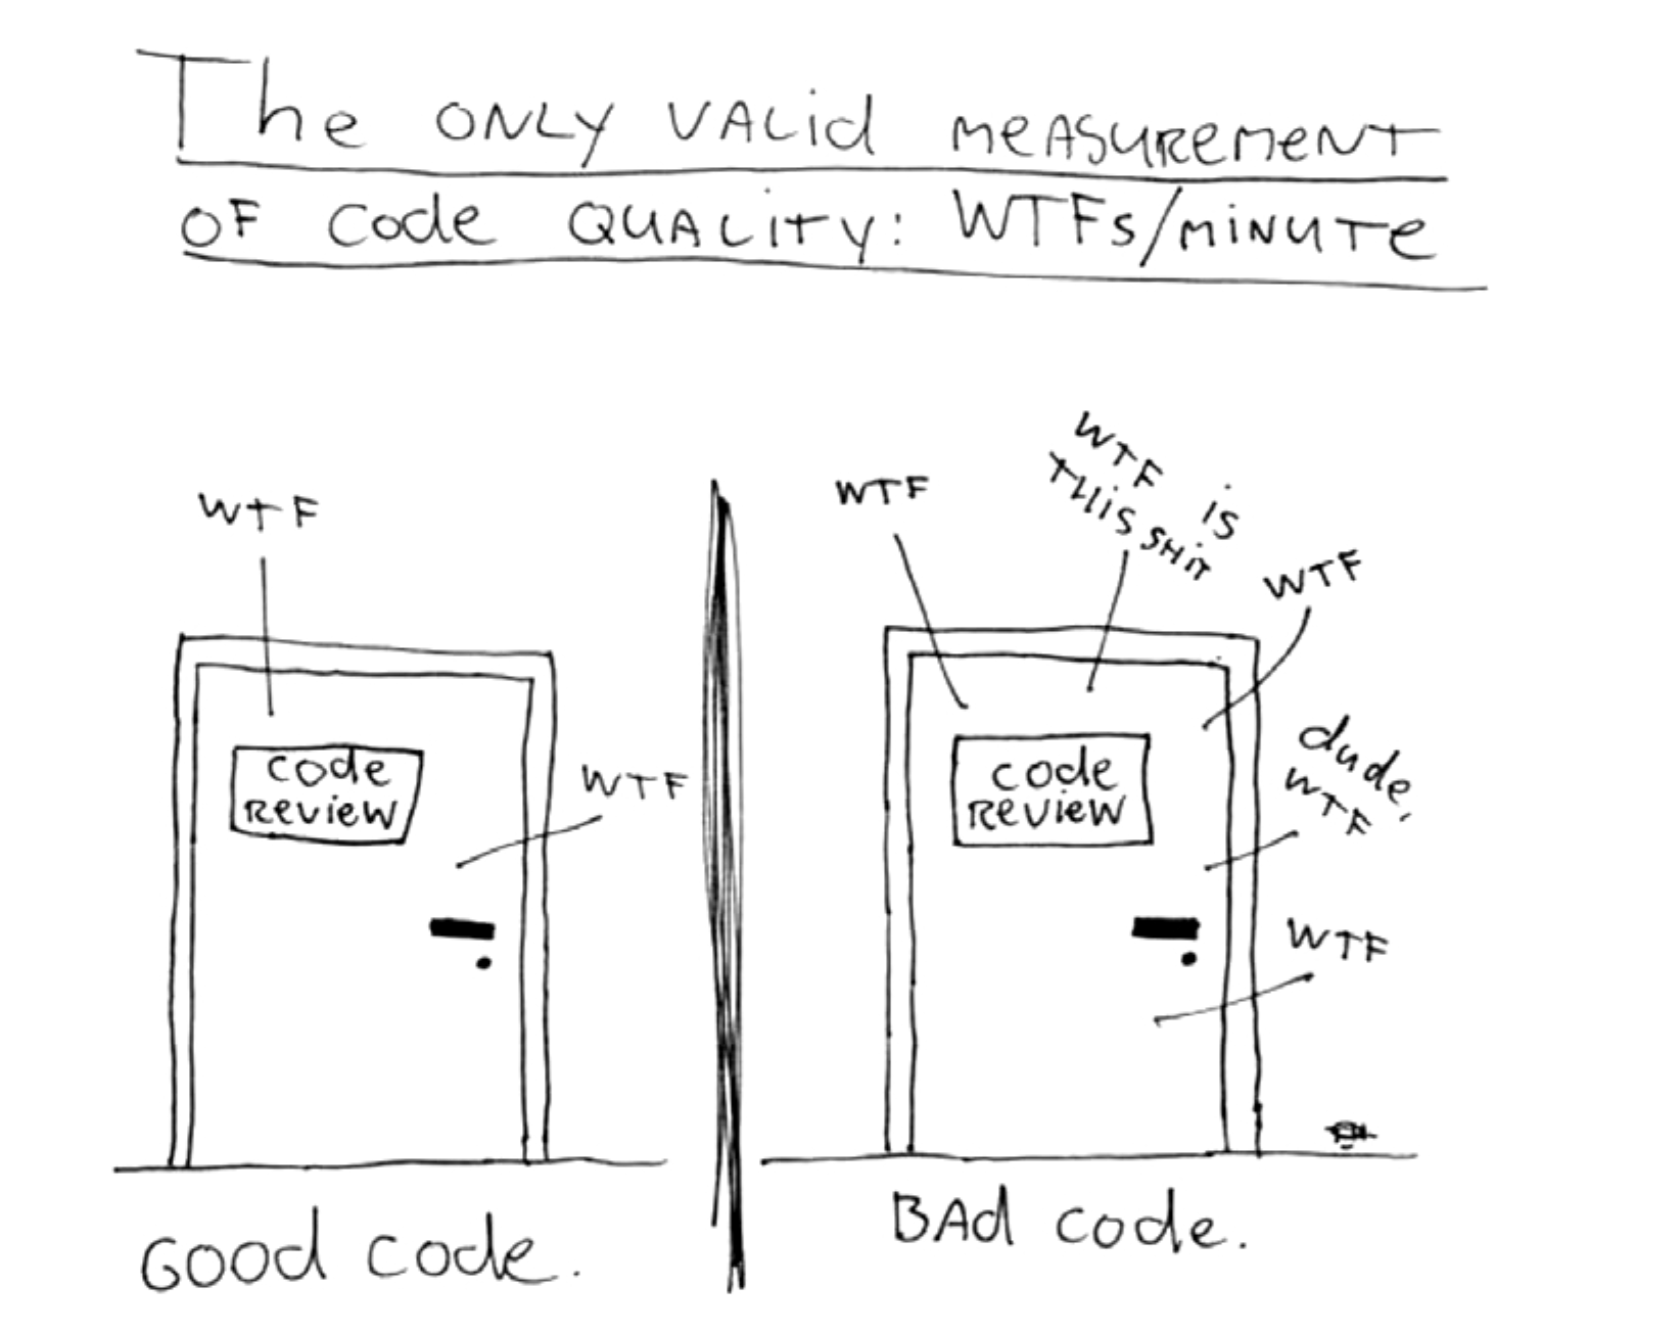 The ONLY VALid MEASUREMENT
OF Code QUALITY: WTFs/MINUTE
WTF
code
REVIEW
WTF
GOOD code.
WTF
WTF is
THIS SHIT
WTF
code
REVIEW
dude,
WTF
WTF
BAd code.